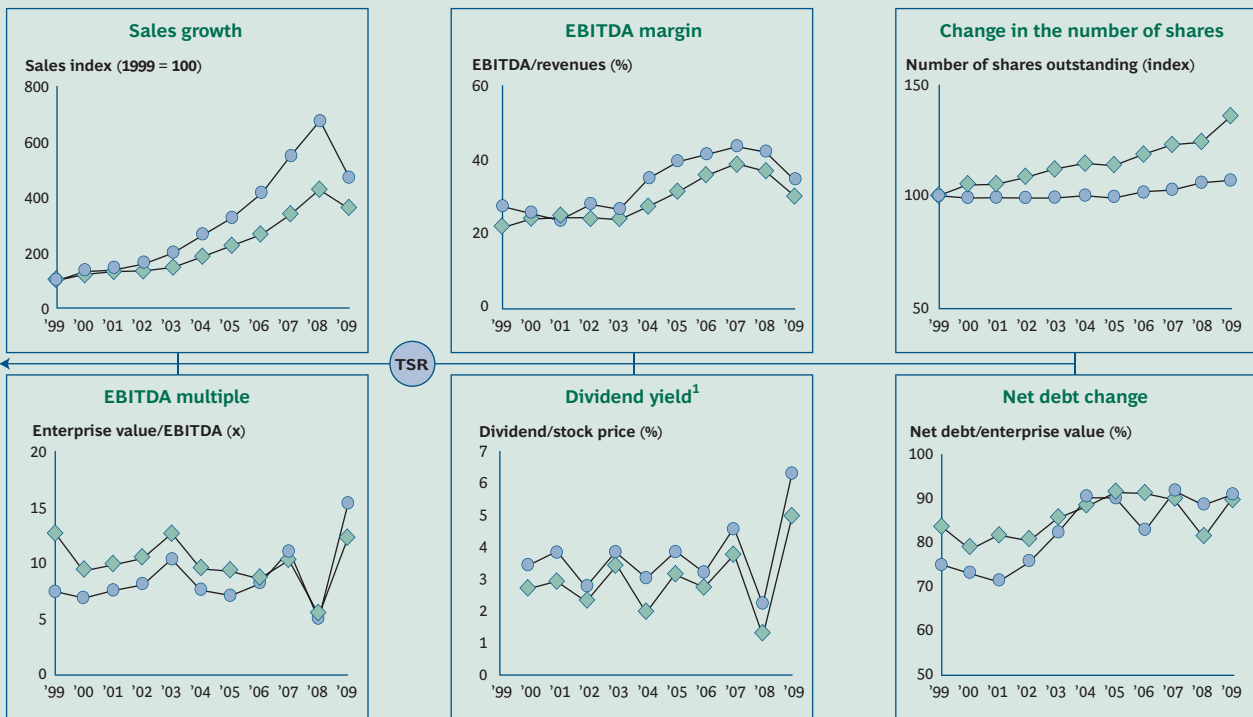 Sales growth
Sales index (1999 = 100)
800
600
400
200
0
’99 ’00 ’01 ’02 ’03 ’04 ’05 ’06 ’07 ’08 ’09
EBITDA margin
EBITDA/revenues (%)
60
40
20
0
’99 ’00 ’01 ’02 ’03 ’04 ’05 ’06 ’07 ’08 ’09
Change in the number of shares
Number of shares outstanding (index)
150
100
50
’99 ’00 ’01 ’02 ’03 ’04 ’05 ’06 ’07 ’08 ’09
TSR
EBITDA multiple
Enterprise value/EBITDA (x)
20
15
10
5
0
’99 ’00 ’01 ’02 ’03 ’04 ’05 ’06 ’07 ’08 ’09
Dividend yield¹
Dividend/stock price (%)
7
6
5
4
3
2
1
0
’99 ’00 ’01 ’02 ’03 ’04 ’05 ’06 ’07 ’08 ’09
Net debt change
Net debt/enterprise value (%)
100
90
80
70
60
50
’99 ’00 ’01 ’02 ’03 ’04 ’05 ’06 ’07 ’08 ’09